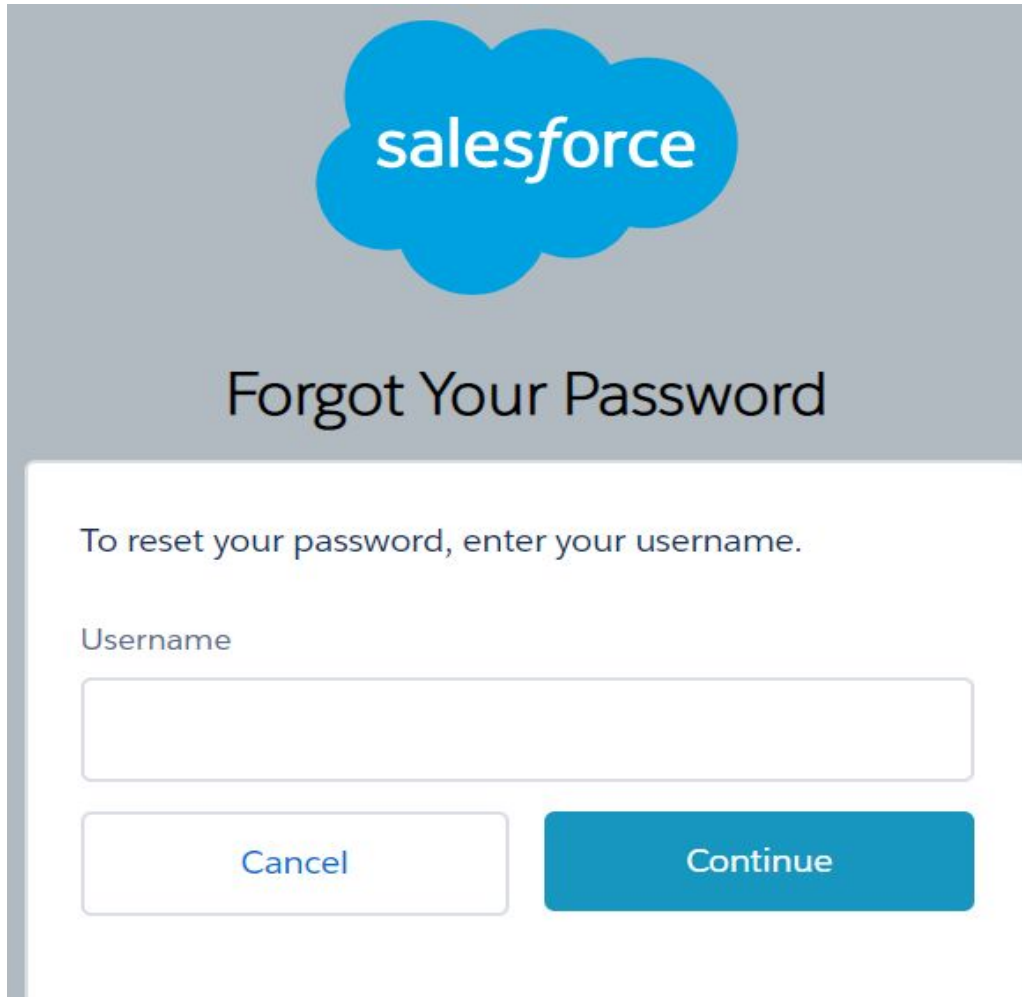 salesforce
Forgot Your Password
To reset your password, enter your username.
Username
Cancel
Continue